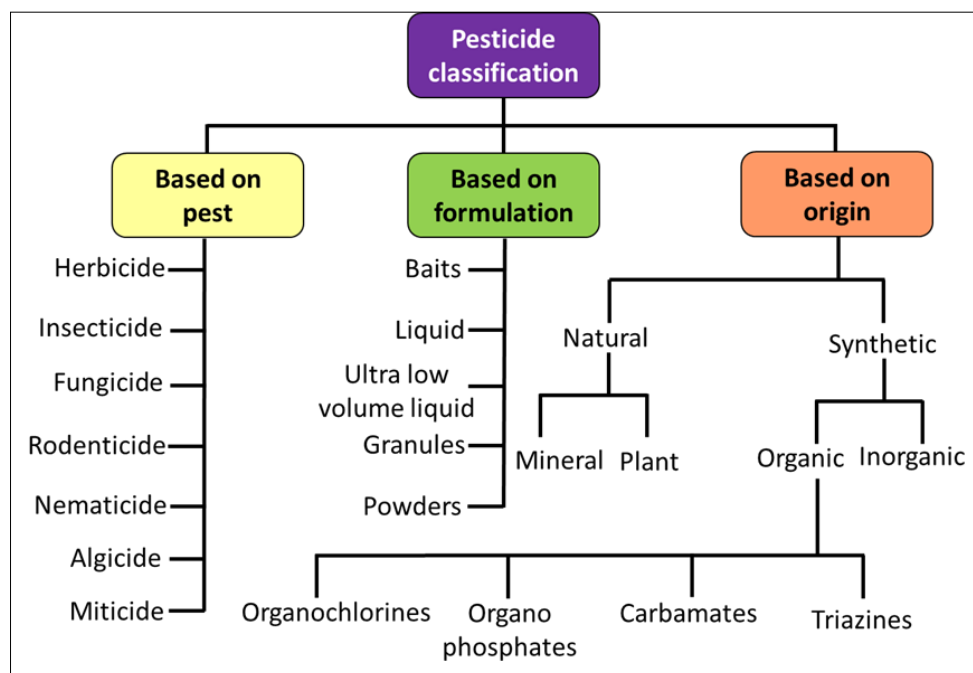 Pesticide
classification
Based on
pest
Based on
formulation
Based on
origin
Herbicide
Insecticide
Fungicide
Rodenticide
Nematicide
Algicide
Miticide
Baits
Liquid
Ultra low
volume liquid
Granules
Powders
Natural
Synthetic
Mineral
Plant
Organic
Inorganic
Organochlorines
Organo
phosphates
Carbamates
Triazines